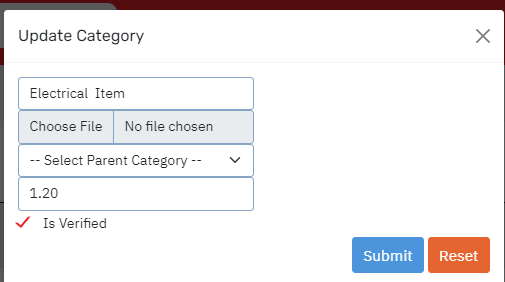 Update Category
Electrical Item
Choose File No file chosen
-- Select Parent Category --
1.20
Is Verified
Submit Reset